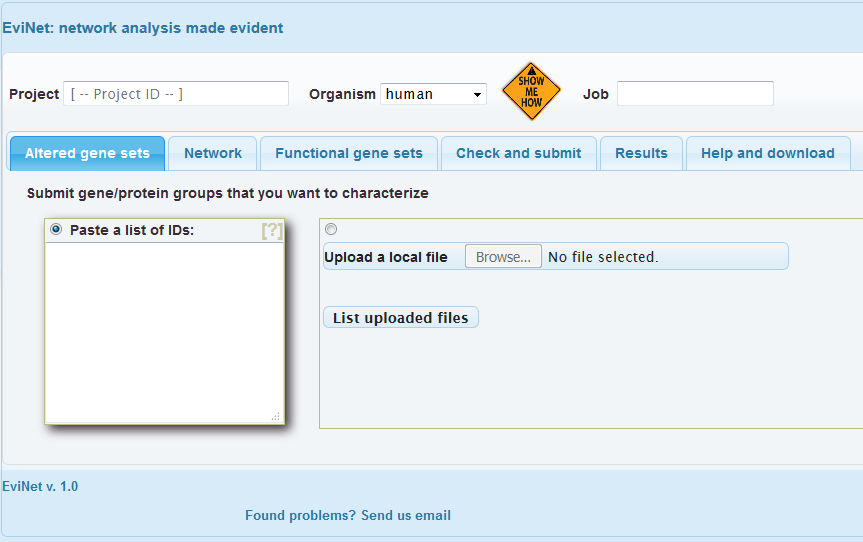 EviNet: network analysis made evident
Project [ -- Project ID -- ] Organism human SHOW ME HOW Job
Altered gene sets Network Functional gene sets Check and submit Results Help and download
Submit gene/protein groups that you want to characterize
Paste a list of IDs: [?]
Upload a local file Browse... No file selected.
List uploaded files
EviNet v. 1.0
Found problems? Send us email